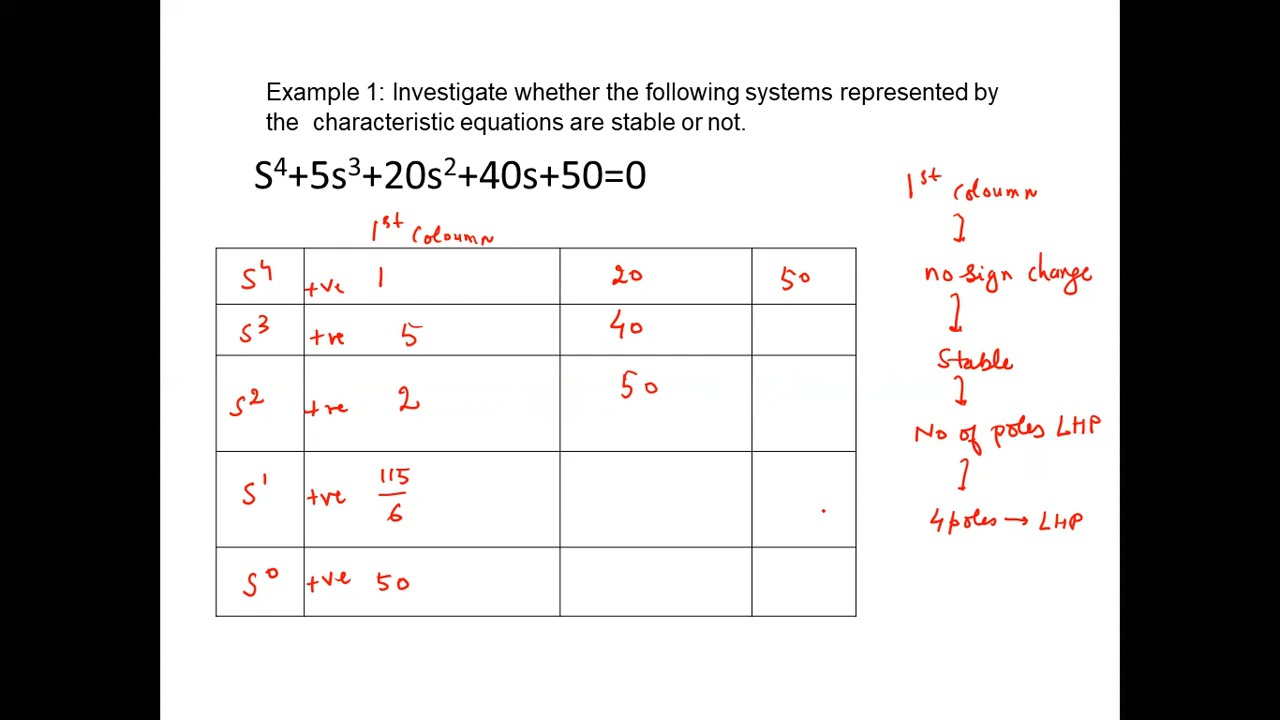 Example 1: Investigate whether the following systems represented by
the characteristic equations are stable or not.
S⁴+5s³+20s²+40s+50=0
1st Coloumn
S⁴ +ve 1 20 50
S³ +ve 5 40
S² +ve 2 50
S¹ +ve 115/6
S⁰ +ve 50
1st Coloumn
↓
no sign change
↓
Stable
↓
No of poles LHP
↓
4 poles → LHP